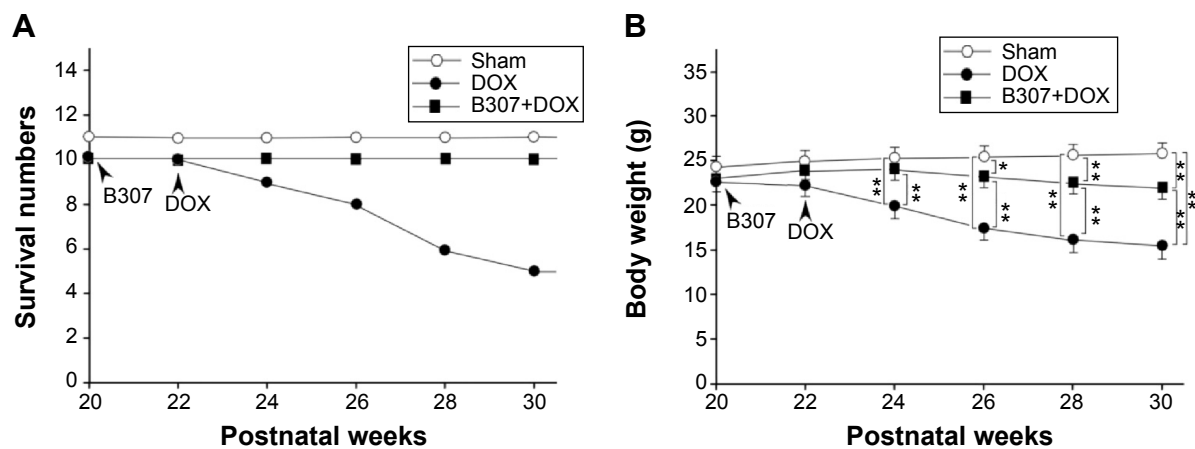 A
Survival numbers
14
12
10
8
6
4
2
0
20 22 24 26 28 30
Postnatal weeks
Sham
DOX
B307+DOX
B307
DOX
B
Body weight (g)
35
30
25
20
15
10
5
0
20 22 24 26 28 30
Postnatal weeks
Sham
DOX
B307+DOX
B307
DOX
**
**
*
**
**
**
**
**
**
**
**